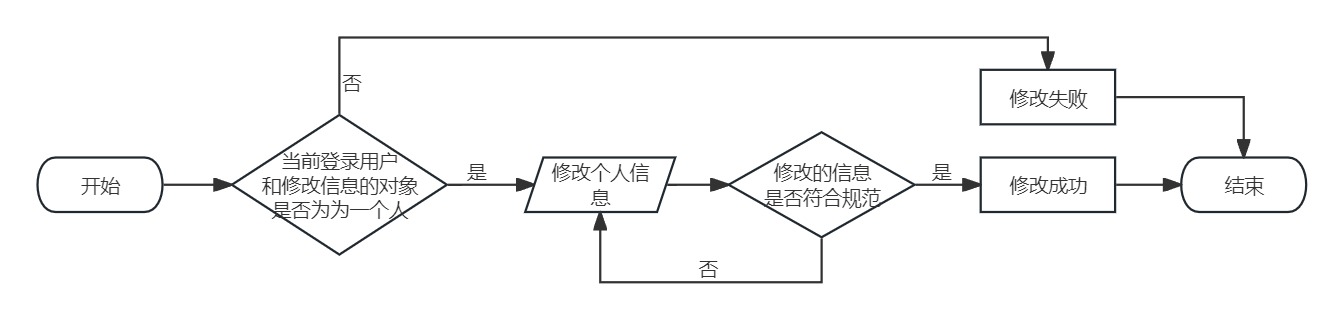 否
修改失败
开始
当前登录用户
和修改信息的对象
是否为为一个人
是
修改个人信
息
修改的信息
是否符合规范
是
修改成功
结束
否